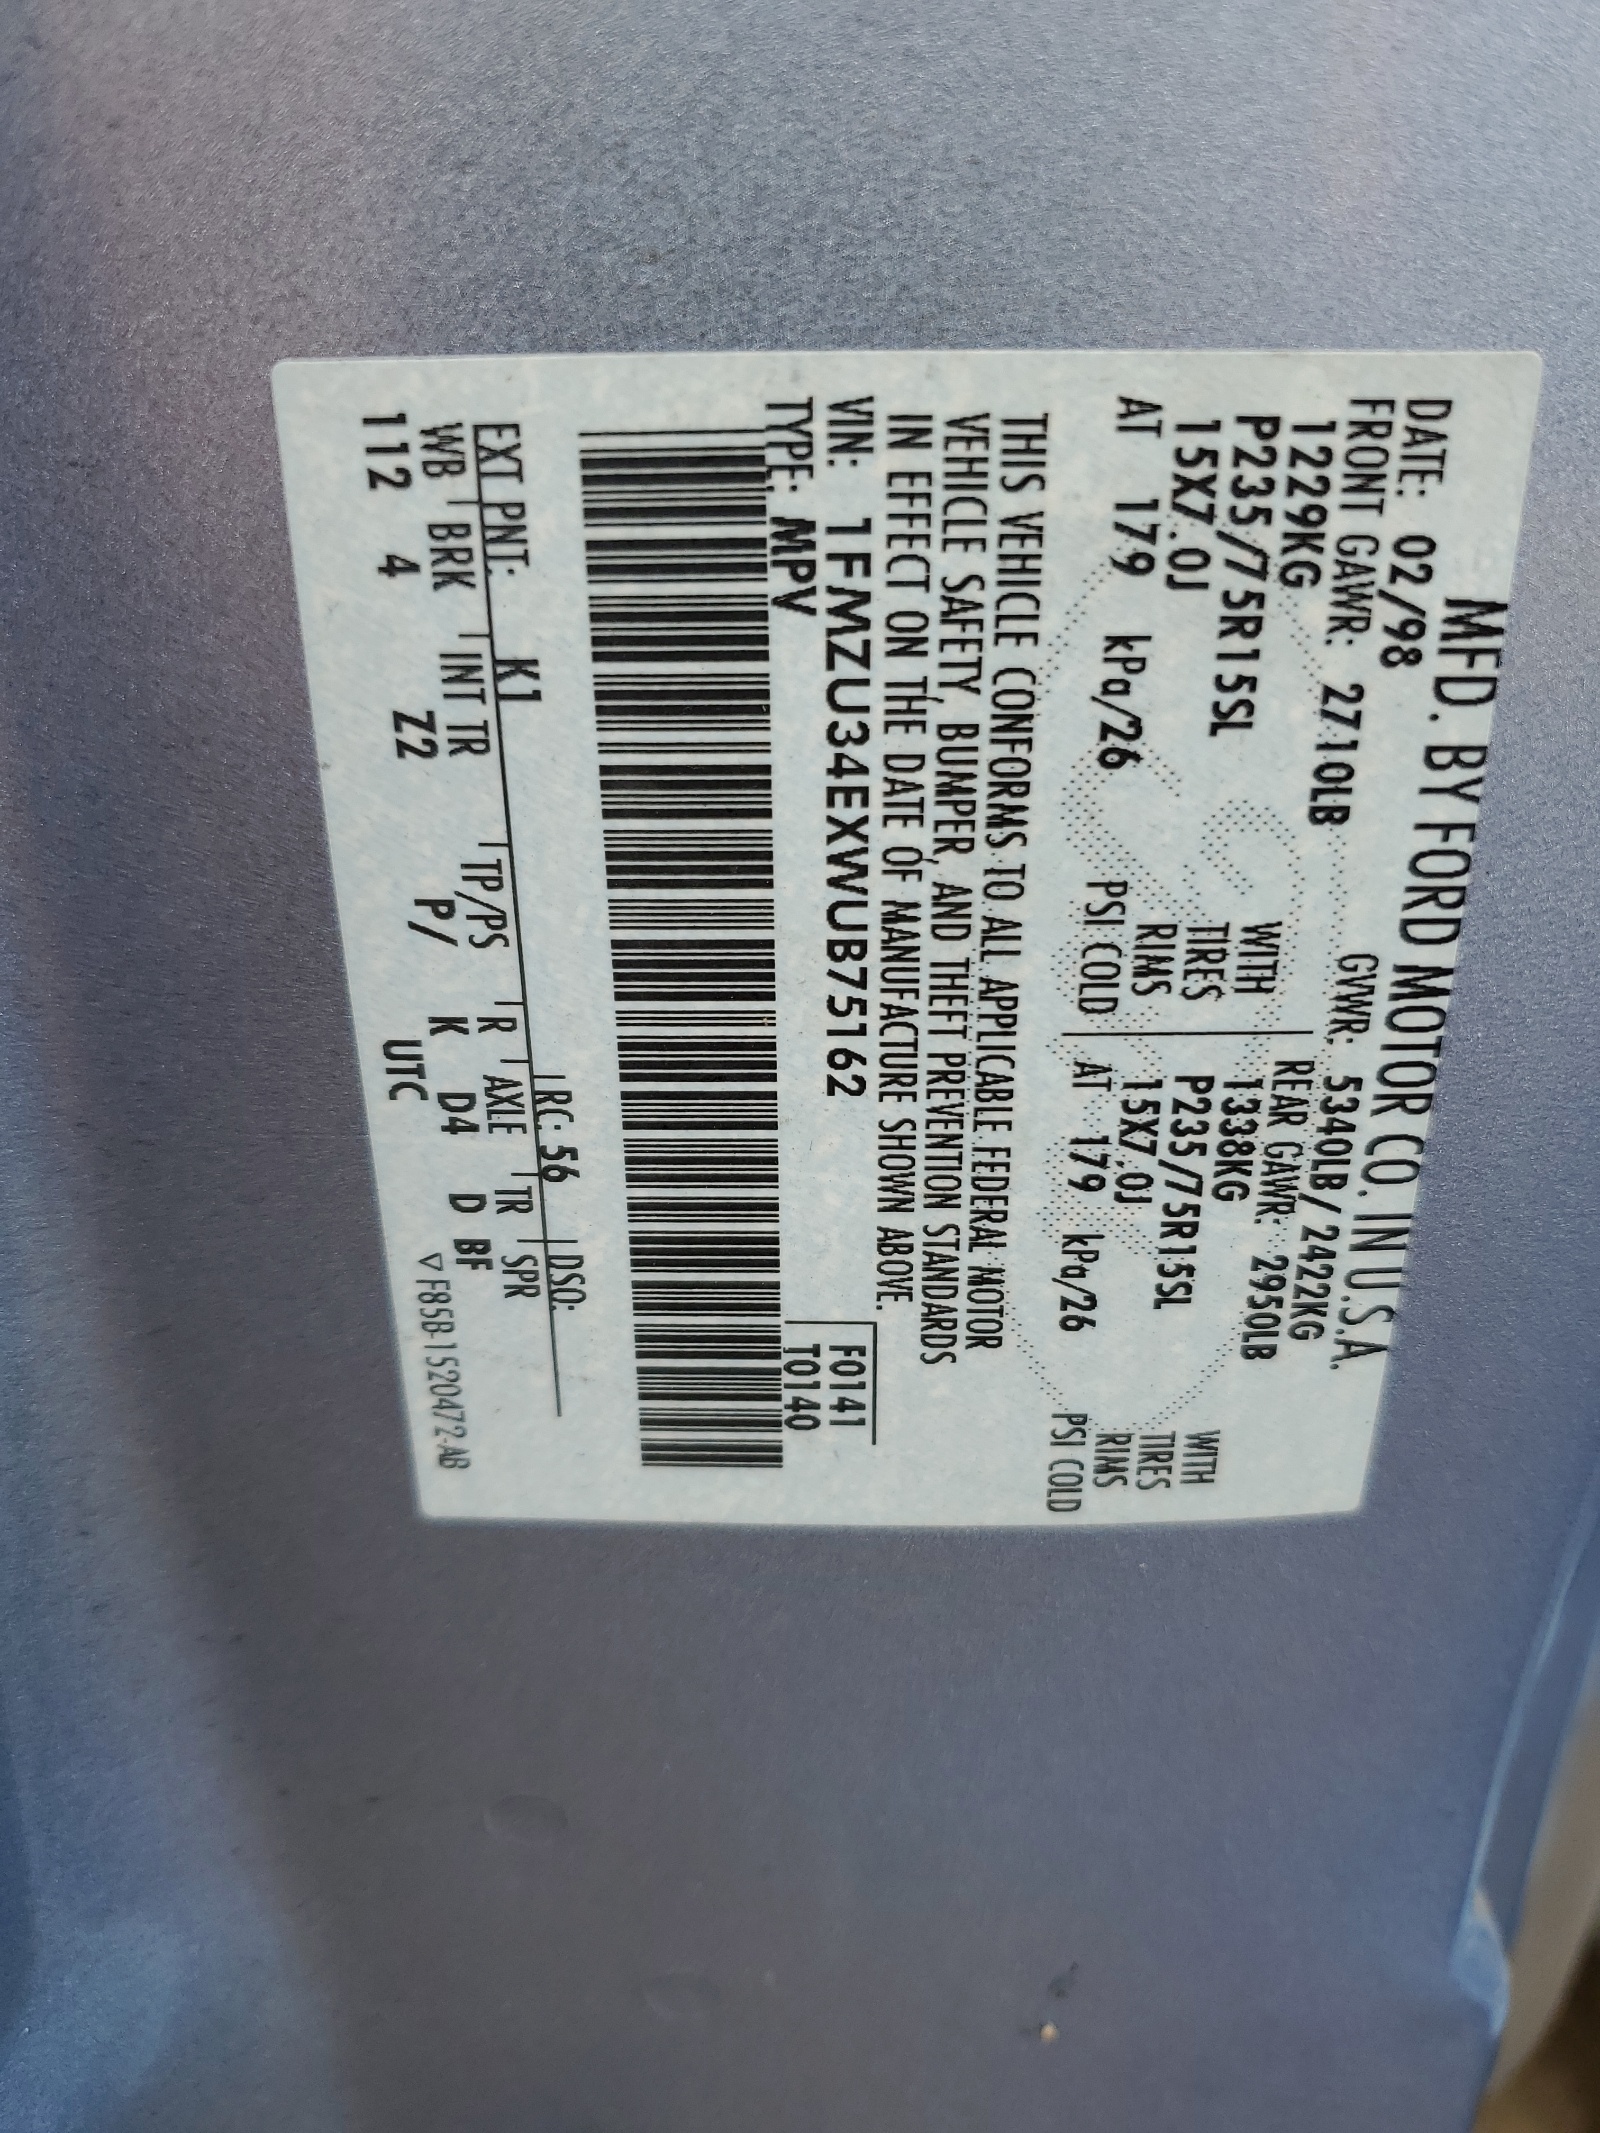 MFD. BY FORD MOTOR CO. IN U.S.A.
DATE: 02/98 GVWR: 5340LB/2422KG
FRONT GAWR: 2710LB REAR GAWR: 2950LB
1229KG WITH 1338KG WITH
P235/75R15SL TIRES P235/75R15SL TIRES
15X7.0J RIMS 15X7.0J RIMS
AT 179 kPa/26 PSI COLD AT 179 kPa/26 PSI COLD
THIS VEHICLE CONFORMS TO ALL APPLICABLE FEDERAL MOTOR
VEHICLE SAFETY, BUMPER, AND THEFT PREVENTION STANDARDS
IN EFFECT ON THE DATE OF MANUFACTURE SHOWN ABOVE.
VIN: 1FMZU34EXWUB75162 F0141
TYPE: MPV T0140
EXT PNT: K1 RC: 56 DSO:
WB BRK INT TR TP/PS R AXLE TR SPR
112 4 Z2 P/ K D4 D BF
UTC ▽F85B-1520472-AB